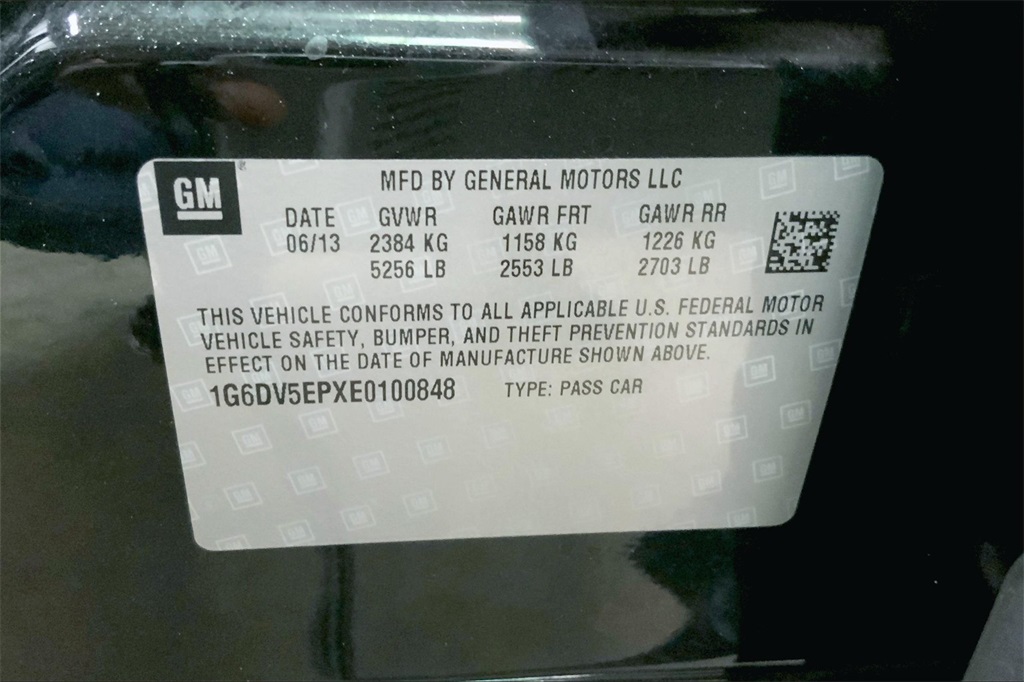 GM
MFD BY GENERAL MOTORS LLC
DATE GVWR GAWR FRT GAWR RR
06/13 2384 KG 1158 KG 1226 KG
5256 LB 2553 LB 2703 LB
THIS VEHICLE CONFORMS TO ALL APPLICABLE U.S. FEDERAL MOTOR
VEHICLE SAFETY, BUMPER, AND THEFT PREVENTION STANDARDS IN
EFFECT ON THE DATE OF MANUFACTURE SHOWN ABOVE.
1G6DV5EPXE0100848 TYPE: PASS CAR